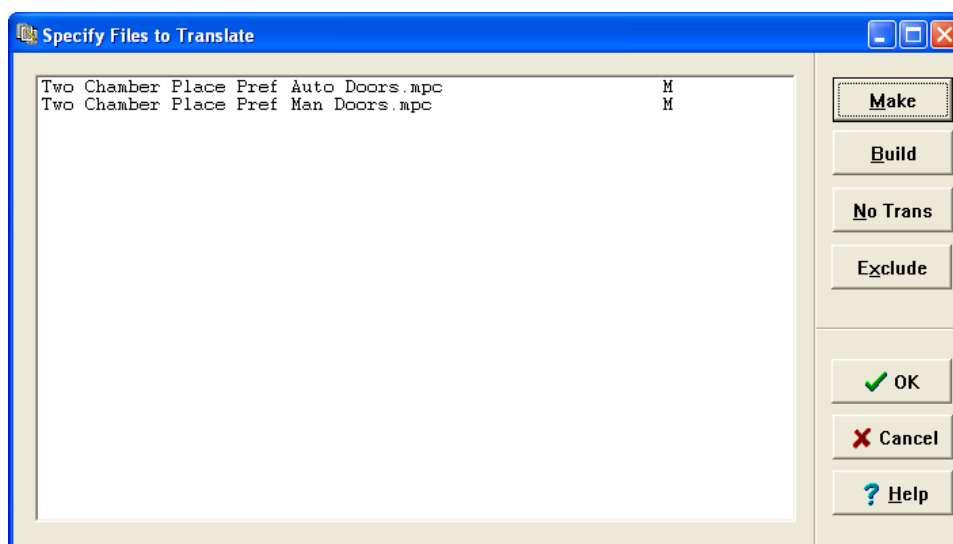 Specify Files to Translate
Two Chamber Place Pref Auto Doors.mpc M
Two Chamber Place Pref Man Doors.mpc M
Make
Build
No Trans
Exclude
OK
Cancel
Help